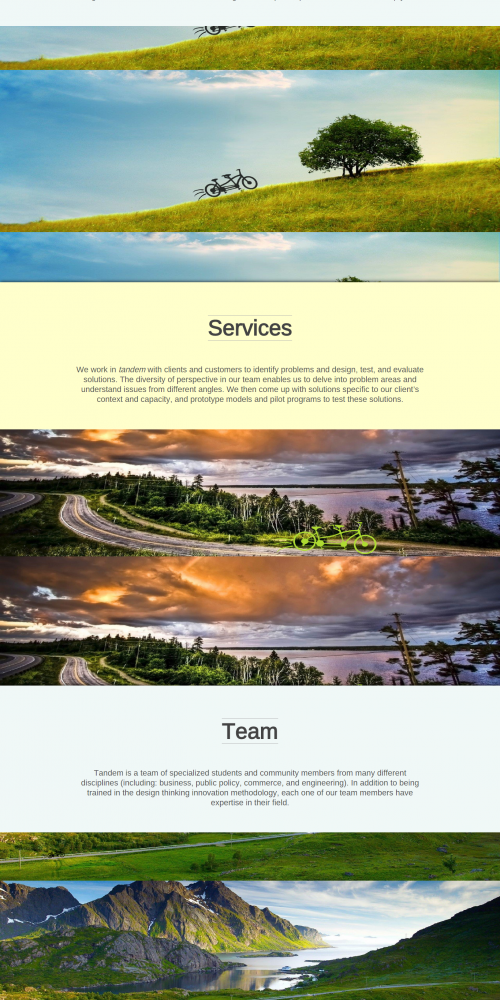 Services
We work in tandem with clients and customers to identify problems and design, test, and evaluate
solutions. The diversity of perspective in our team enables us to delve into problem areas and
understand issues from different angles. We then come up with solutions specific to our client's
context and capacity, and prototype models and pilot programs to test these solutions.
Team
Tandem is a team of specialized students and community members from many different
disciplines (including: business, public policy, commerce, and engineering). In addition to being
trained in the design thinking innovation methodology, each one of our team members have
expertise in their field.